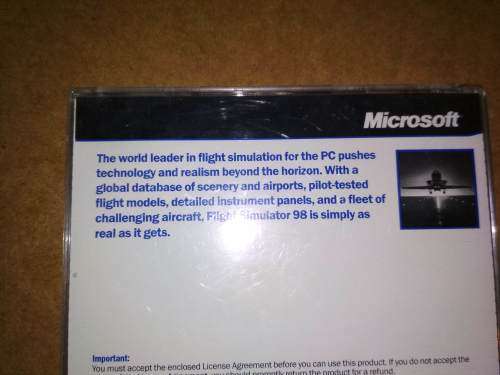 Microsoft
The world leader in flight simulation for the PC pushes
technology and realism beyond the horizon. With a
global database of scenery and airports, pilot-tested
flight models, detailed instrument panels, and a fleet of
challenging aircraft, Flight Simulator 98 is simply as
real as it gets.
Important:
You must accept the enclosed License Agreement before you can use this product. If you do not accept the
Agreement, you should promptly return the product for a refund.